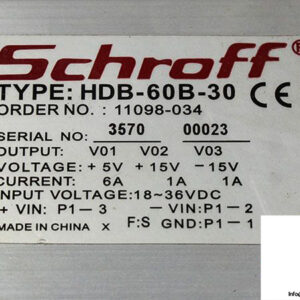 Schroff®
TYPE: HDB-60B-30 CE
ORDER NO. : 11098-034
SERIAL NO: 3570 00023
OUTPUT: V01 V02 V03
VOLTAGE: +5V +15V -15V
CURRENT: 6A 1A 1A
INPUT VOLTAGE:18~36VDC
+ VIN: P1-3 - VIN:P1-2
MADE IN CHINA X F:S GND:P1-1